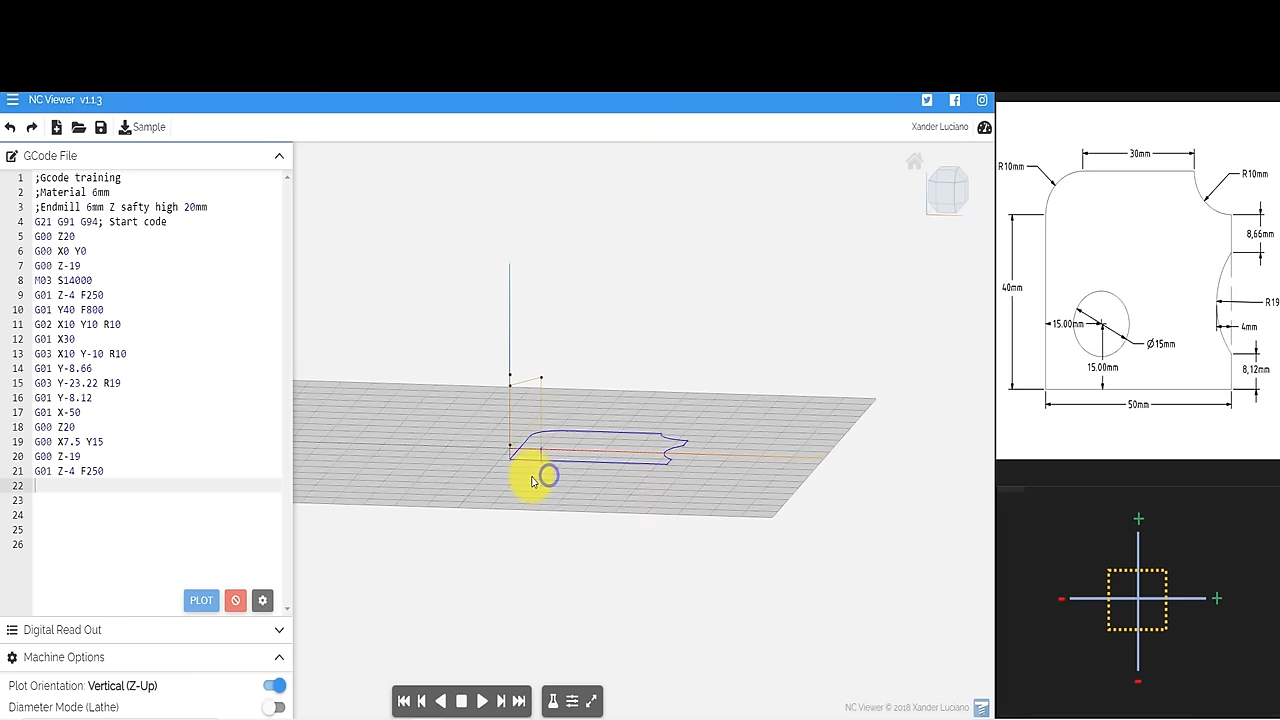 NC Viewer v1.1.3
Sample
Xander Luciano
GCode File
1 ;Gcode training
2 ;Material 6mm
3 ;Endmill 6mm Z safty high 20mm
4 G21 G91 G94; Start code
5 G00 Z20
6 G00 X0 Y0
7 G00 Z-19
8 M03 S14000
9 G01 Z-4 F250
10 G01 Y40 F800
11 G02 X10 Y10 R10
12 G01 X30
13 G03 X10 Y-10 R10
14 G01 Y-8.66
15 G03 Y-23.22 R19
16 G01 Y-8.12
17 G01 X-50
18 G00 Z20
19 G00 X7.5 Y15
20 G00 Z-19
21 G01 Z-4 F250
22
23
24
25
26
PLOT
Digital Read Out
Machine Options
Plot Orientation: Vertical (Z-Up)
Diameter Mode (Lathe)
NC Viewer © 2018 Xander Luciano
30mm
R10mm
R10mm
8,66mm
40mm
R19
15.00mm
4mm
Ø15mm
15.00mm
8,12mm
50mm
+
- +
-